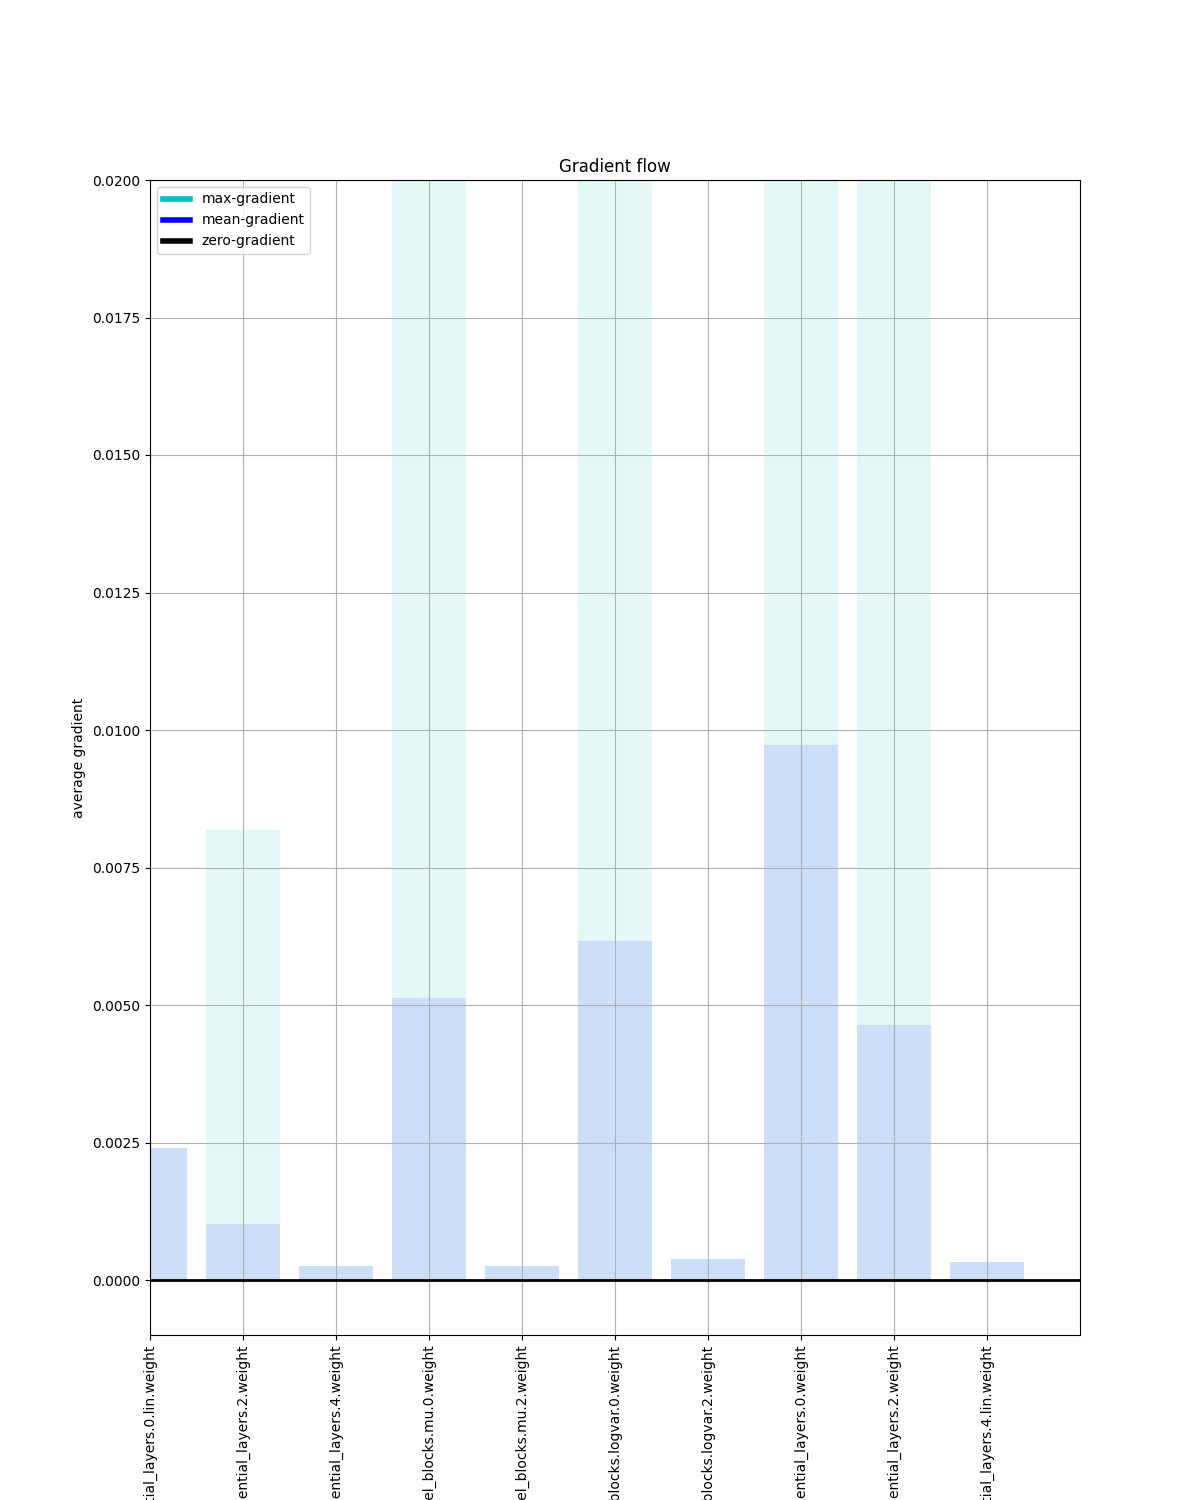 Gradient flow
max-gradient
mean-gradient
zero-gradient
0.0200
0.0175
0.0150
0.0125
0.0100
0.0075
0.0050
0.0025
0.0000
average gradient
tial_layers.0.lin.weight
ential_layers.2.weight
ential_layers.4.weight
el_blocks.mu.0.weight
el_blocks.mu.2.weight
blocks.logvar.0.weight
blocks.logvar.2.weight
ential_layers.0.weight
ential_layers.2.weight
tial_layers.4.lin.weight